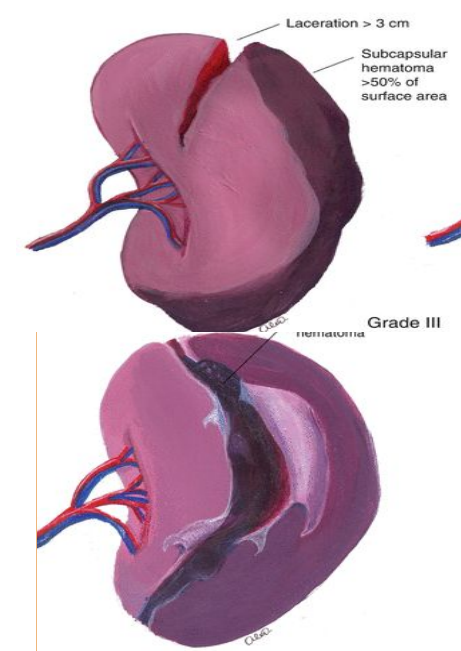 Laceration > 3 cm
Subcapsular
hematoma
>50% of
surface area
Grade III
hematoma